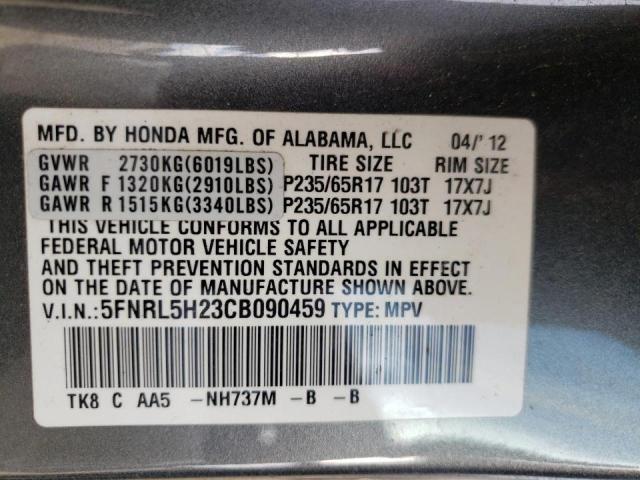 MFD. BY HONDA MFG. OF ALABAMA, LLC 04/'12
GVWR 2730KG(6019LBS) TIRE SIZE RIM SIZE
GAWR F 1320KG(2910LBS) P235/65R17 103T 17X7J
GAWR R 1515KG(3340LBS) P235/65R17 103T 17X7J
THIS VEHICLE CONFORMS TO ALL APPLICABLE
FEDERAL MOTOR VEHICLE SAFETY
AND THEFT PREVENTION STANDARDS IN EFFECT
ON THE DATE OF MANUFACTURE SHOWN ABOVE.
V.I.N.:5FNRL5H23CB090459 TYPE: MPV
TK8 C AA5 -NH737M -B -B